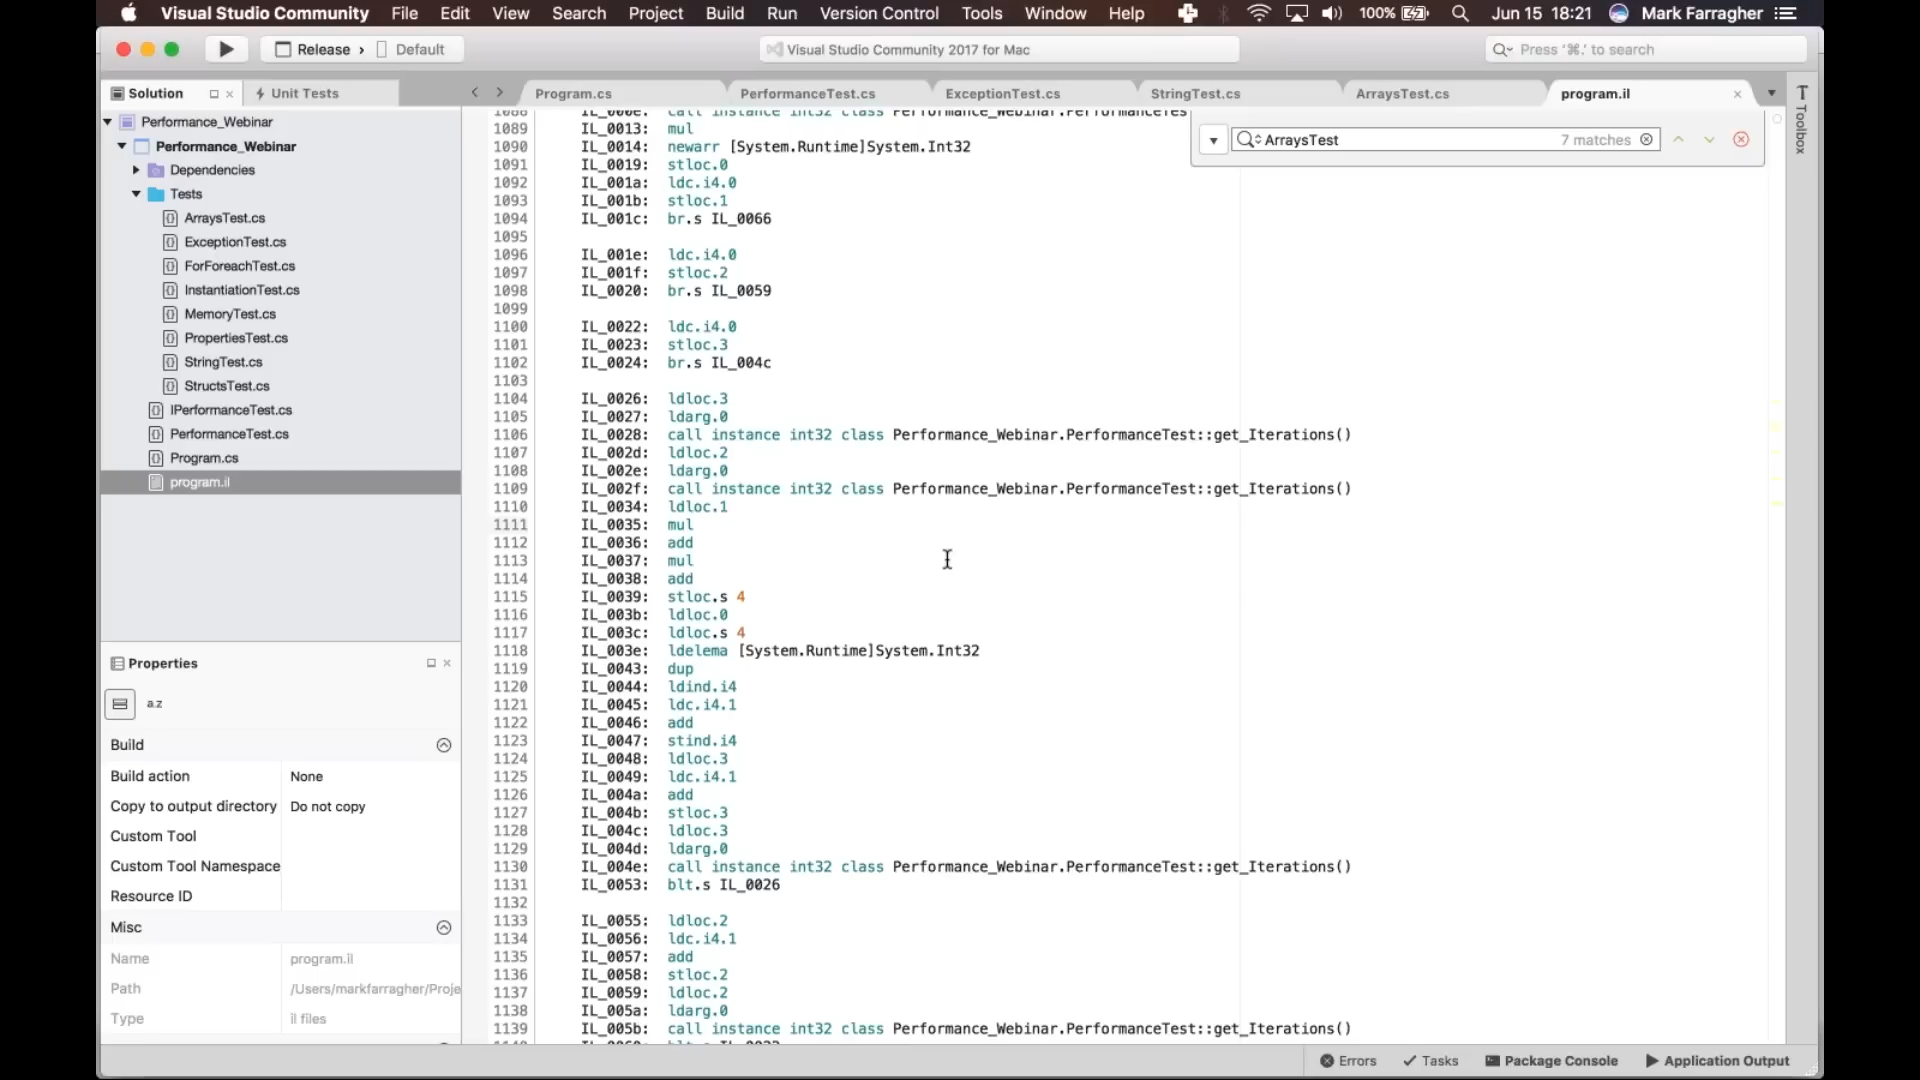 Visual Studio Community File Edit View Search Project Build Run Version Control Tools Window Help 100% Jun 15 18:21 Mark Farragher
Release › Default Visual Studio Community 2017 for Mac Press '⌘.' to search
Solution Unit Tests
Program.cs PerformanceTest.cs ExceptionTest.cs StringTest.cs ArraysTest.cs program.il
Toolbox
ArraysTest 7 matches
Performance_Webinar
Performance_Webinar
Dependencies
Tests
ArraysTest.cs
ExceptionTest.cs
ForForeachTest.cs
InstantiationTest.cs
MemoryTest.cs
PropertiesTest.cs
StringTest.cs
StructsTest.cs
IPerformanceTest.cs
PerformanceTest.cs
Program.cs
program.il
Properties
a.z
Build
Build action None
Copy to output directory Do not copy
Custom Tool
Custom Tool Namespace
Resource ID
Misc
Name program.il
Path /Users/markfarragher/Proje
Type il files
1088 IL_000e: call instance int32 class Performance_Webinar.PerformanceTes
1089 IL_0013: mul
1090 IL_0014: newarr [System.Runtime]System.Int32
1091 IL_0019: stloc.0
1092 IL_001a: ldc.i4.0
1093 IL_001b: stloc.1
1094 IL_001c: br.s IL_0066
1095
1096 IL_001e: ldc.i4.0
1097 IL_001f: stloc.2
1098 IL_0020: br.s IL_0059
1099
1100 IL_0022: ldc.i4.0
1101 IL_0023: stloc.3
1102 IL_0024: br.s IL_004c
1103
1104 IL_0026: ldloc.3
1105 IL_0027: ldarg.0
1106 IL_0028: call instance int32 class Performance_Webinar.PerformanceTest::get_Iterations()
1107 IL_002d: ldloc.2
1108 IL_002e: ldarg.0
1109 IL_002f: call instance int32 class Performance_Webinar.PerformanceTest::get_Iterations()
1110 IL_0034: ldloc.1
1111 IL_0035: mul
1112 IL_0036: add
1113 IL_0037: mul
1114 IL_0038: add
1115 IL_0039: stloc.s 4
1116 IL_003b: ldloc.0
1117 IL_003c: ldloc.s 4
1118 IL_003e: ldelema [System.Runtime]System.Int32
1119 IL_0043: dup
1120 IL_0044: ldind.i4
1121 IL_0045: ldc.i4.1
1122 IL_0046: add
1123 IL_0047: stind.i4
1124 IL_0048: ldloc.3
1125 IL_0049: ldc.i4.1
1126 IL_004a: add
1127 IL_004b: stloc.3
1128 IL_004c: ldloc.3
1129 IL_004d: ldarg.0
1130 IL_004e: call instance int32 class Performance_Webinar.PerformanceTest::get_Iterations()
1131 IL_0053: blt.s IL_0026
1132
1133 IL_0055: ldloc.2
1134 IL_0056: ldc.i4.1
1135 IL_0057: add
1136 IL_0058: stloc.2
1137 IL_0059: ldloc.2
1138 IL_005a: ldarg.0
1139 IL_005b: call instance int32 class Performance_Webinar.PerformanceTest::get_Iterations()
Errors Tasks Package Console Application Output